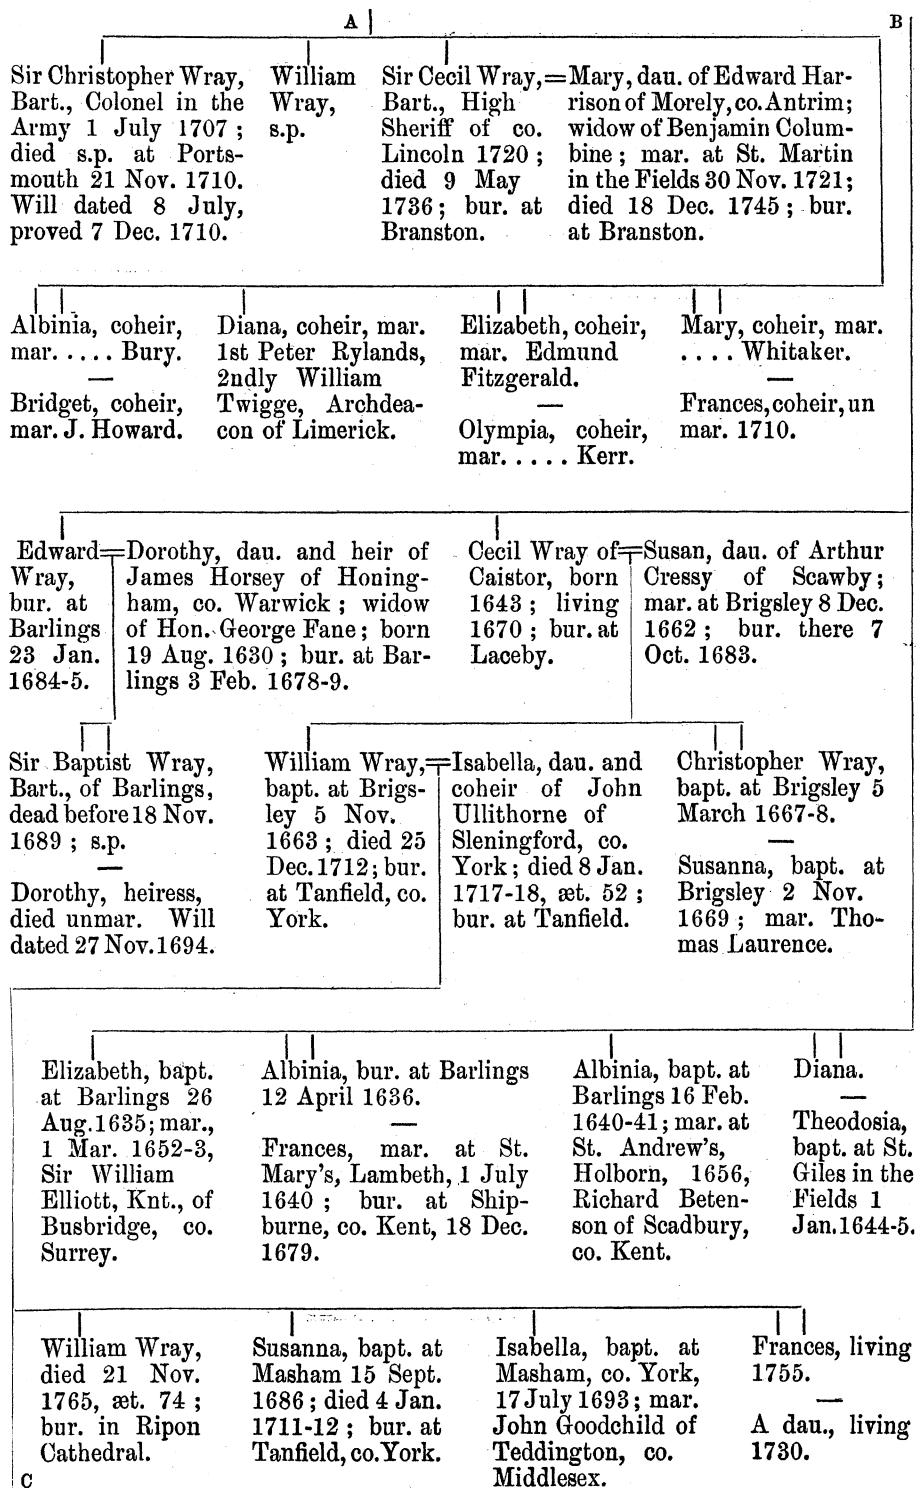 A
B
Sir Christopher Wray,
Bart., Colonel in the
Army 1 July 1707 ;
died s.p. at Ports-
mouth 21 Nov. 1710.
Will dated 8 July,
proved 7 Dec. 1710.
William
Wray,
s.p.
Sir Cecil Wray,=
Bart., High
Sheriff of co.
Lincoln 1720 ;
died 9 May
1736 ; bur. at
Branston.
Mary, dau. of Edward Har-
rison of Morely, co. Antrim;
widow of Benjamin Colum-
bine ; mar. at St. Martin
in the Fields 30 Nov. 1721;
died 18 Dec. 1745 ; bur.
at Branston.
Albinia, coheir,
mar. . . . . Bury.
—
Bridget, coheir,
mar. J. Howard.
Diana, coheir, mar.
1st Peter Rylands,
2ndly William
Twigge, Archdea-
con of Limerick.
Elizabeth, coheir,
mar. Edmund
Fitzgerald.
—
Olympia, coheir,
mar. . . . . Kerr.
Mary, coheir, mar.
. . . . Whitaker.
—
Frances, coheir, un
mar. 1710.
Edward=
Wray,
bur. at
Barlings
23 Jan.
1684-5.
Dorothy, dau. and heir of
James Horsey of Honing-
ham, co. Warwick ; widow
of Hon. George Fane ; born
19 Aug. 1630 ; bur. at Bar-
lings 3 Feb. 1678-9.
Cecil Wray of=
Caistor, born
1643 ; living
1670 ; bur. at
Laceby.
Susan, dau. of Arthur
Cressy of Scawby ;
mar. at Brigsley 8 Dec.
1662 ; bur. there 7
Oct. 1683.
Sir Baptist Wray,
Bart., of Barlings,
dead before 18 Nov.
1689 ; s.p.
—
Dorothy, heiress,
died unmar. Will
dated 27 Nov. 1694.
William Wray,=
bapt. at Brigs-
ley 5 Nov.
1663 ; died 25
Dec. 1712 ; bur.
at Tanfield, co.
York.
Isabella, dau. and
coheir of John
Ullithorne of
Sleningford, co.
York ; died 8 Jan.
1717-18, æt. 52 ;
bur. at Tanfield.
Christopher Wray,
bapt. at Brigsley 5
March 1667-8.
—
Susanna, bapt. at
Brigsley 2 Nov.
1669 ; mar. Tho-
mas Laurence.
Elizabeth, bapt.
at Barlings 26
Aug. 1635; mar.,
1 Mar. 1652-3,
Sir William
Elliott, Knt., of
Busbridge, co.
Surrey.
Albinia, bur. at Barlings
12 April 1636.
—
Frances, mar. at St.
Mary's, Lambeth, 1 July
1640 ; bur. at Ship-
burne, co. Kent, 18 Dec.
1679.
Albinia, bapt. at
Barlings 16 Feb.
1640-41; mar. at
St. Andrew's,
Holborn, 1656,
Richard Beten-
son of Scadbury,
co. Kent.
Diana.
—
Theodosia,
bapt. at St.
Giles in the
Fields 1
Jan. 1644-5.
William Wray,
died 21 Nov.
1765, æt. 74 ;
bur. in Ripon
Cathedral.
Susanna, bapt. at
Masham 15 Sept.
1686 ; died 4 Jan.
1711-12 ; bur. at
Tanfield, co. York.
Isabella, bapt. at
Masham, co. York,
17 July 1693 ; mar.
John Goodchild of
Teddington, co.
Middlesex.
Frances, living
1755.
—
A dau., living
1730.
C